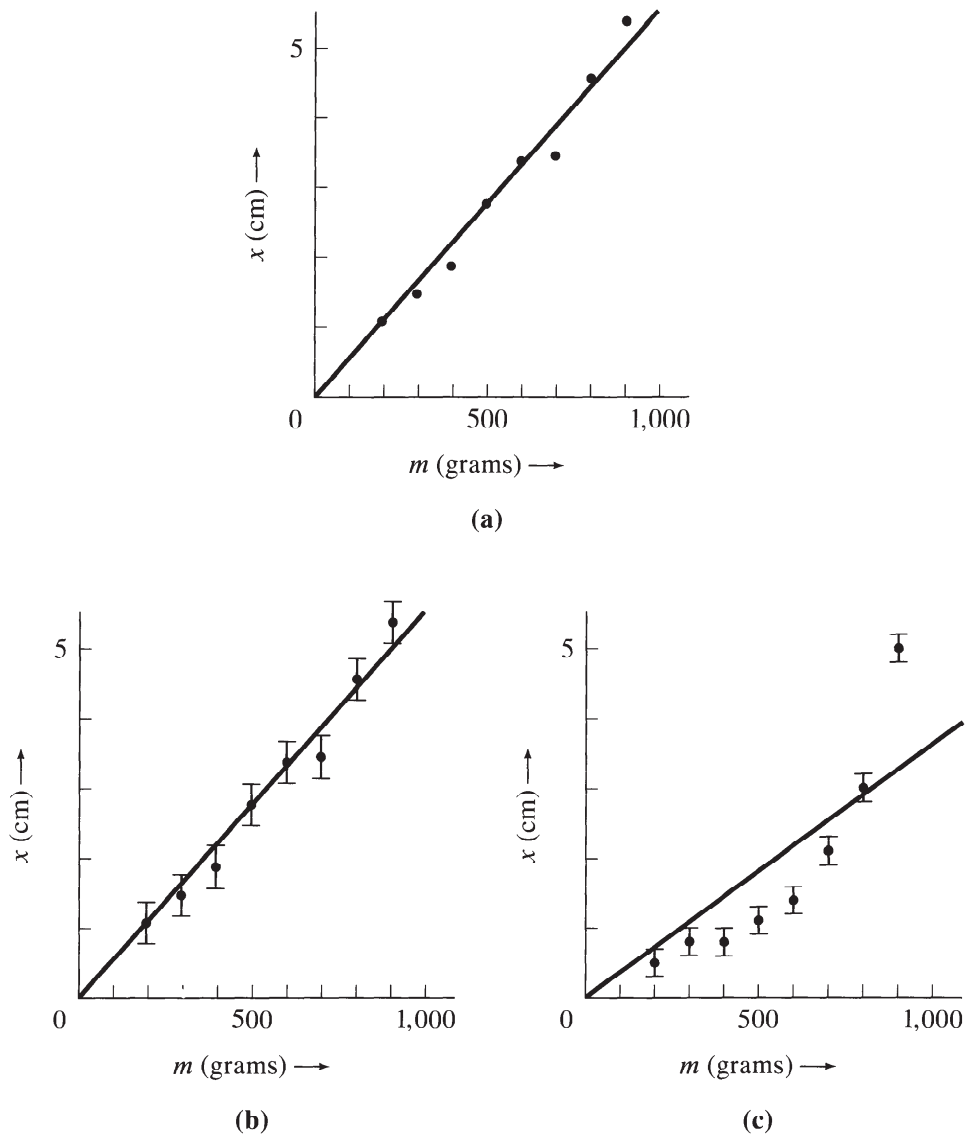 5
x (cm) →
0 500 1,000
m (grams) →
(a)
5
x (cm) →
0 500 1,000
m (grams) →
(b)
5
x (cm) →
0 500 1,000
m (grams) →
(c)